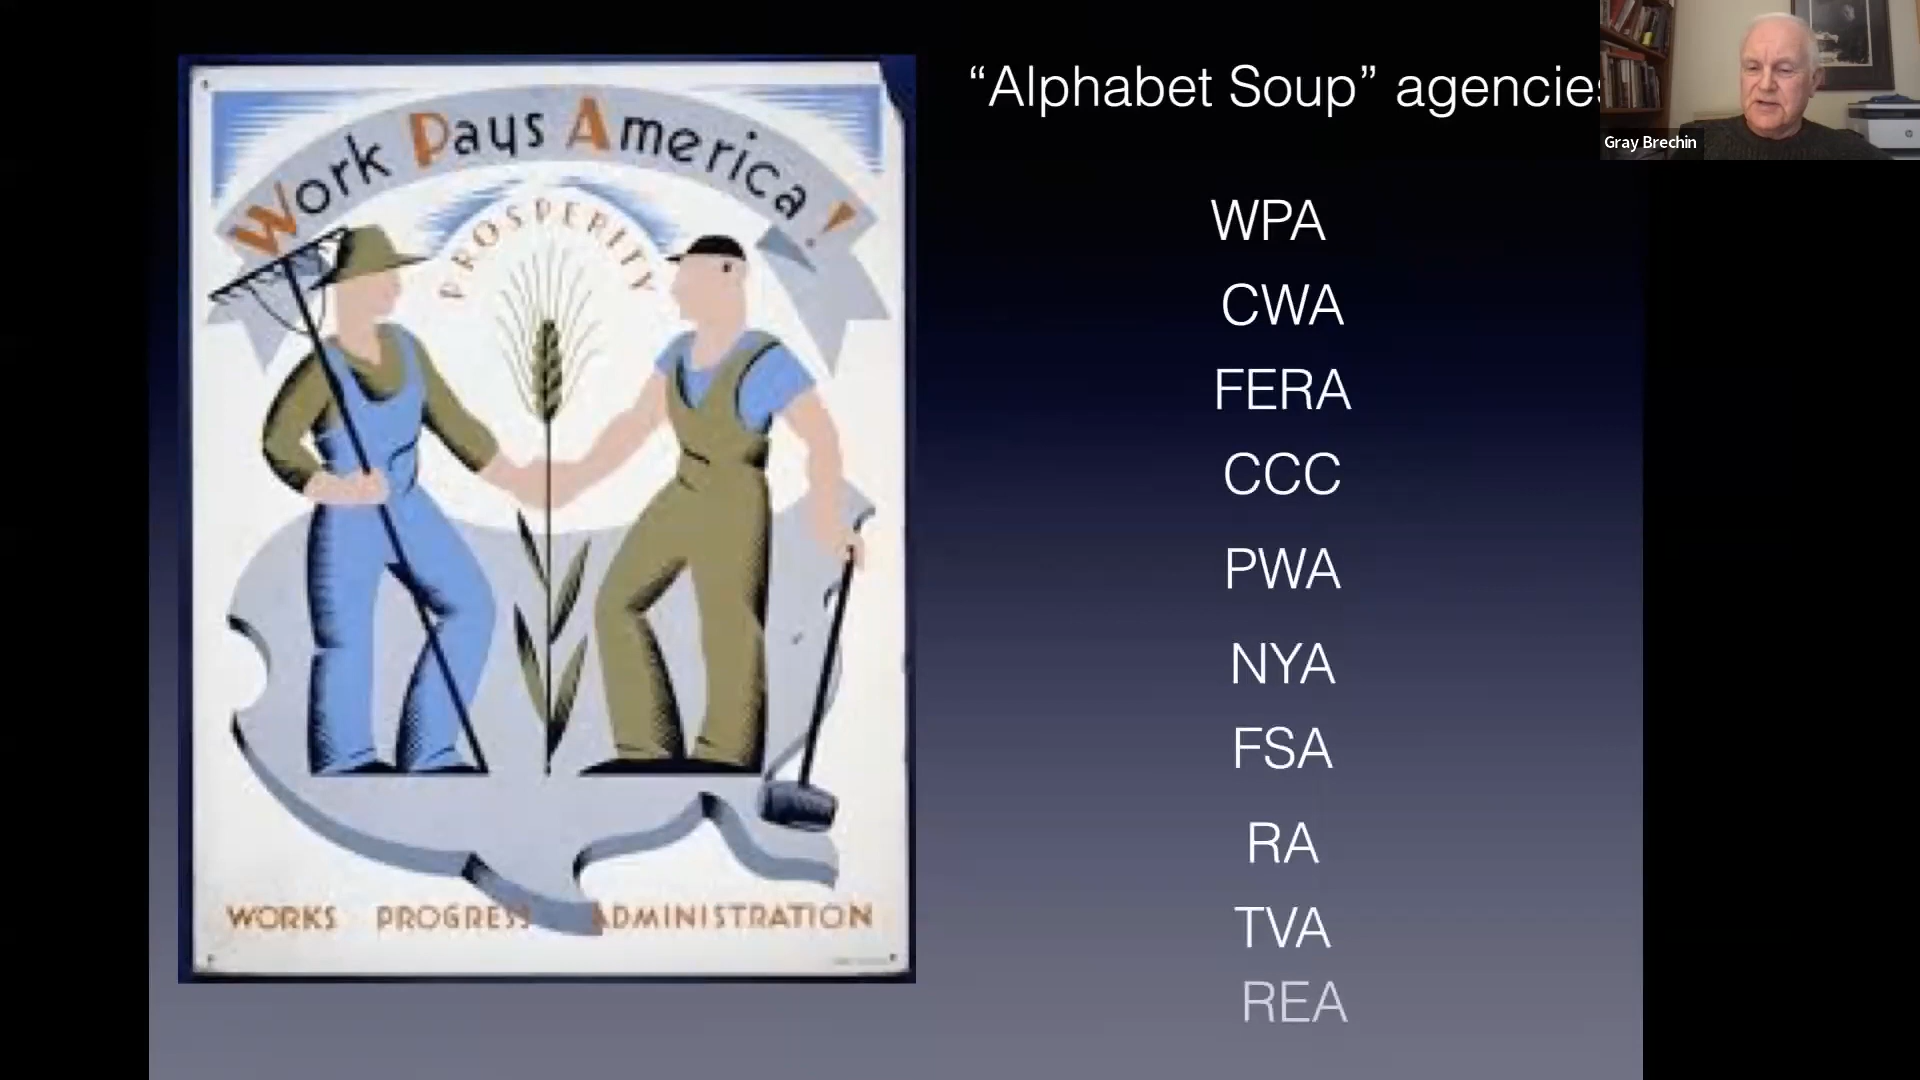 Work Pays America!
PROSPERITY
WORKS PROGRESS ADMINISTRATION
“Alphabet Soup” agencies
WPA
CWA
FERA
CCC
PWA
NYA
FSA
RA
TVA
REA
Gray Brechin